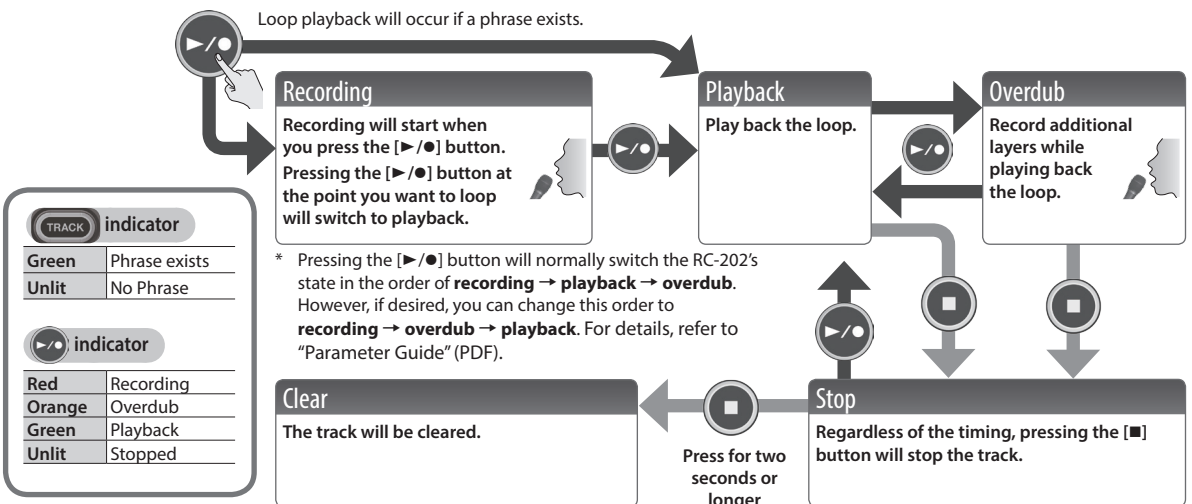 Loop playback will occur if a phrase exists.
Recording
Recording will start when
you press the [►/●] button.
Pressing the [►/●] button at
the point you want to loop
will switch to playback.
Playback
Play back the loop.
Overdub
Record additional
layers while
playing back
the loop.
TRACK indicator
Green Phrase exists
Unlit No Phrase
►/● indicator
Red Recording
Orange Overdub
Green Playback
Unlit Stopped
* Pressing the [►/●] button will normally switch the RC-202’s
state in the order of recording → playback → overdub.
However, if desired, you can change this order to
recording → overdub → playback. For details, refer to
“Parameter Guide” (PDF).
Clear
The track will be cleared.
Press for two
seconds or
longer
Stop
Regardless of the timing, pressing the [■]
button will stop the track.